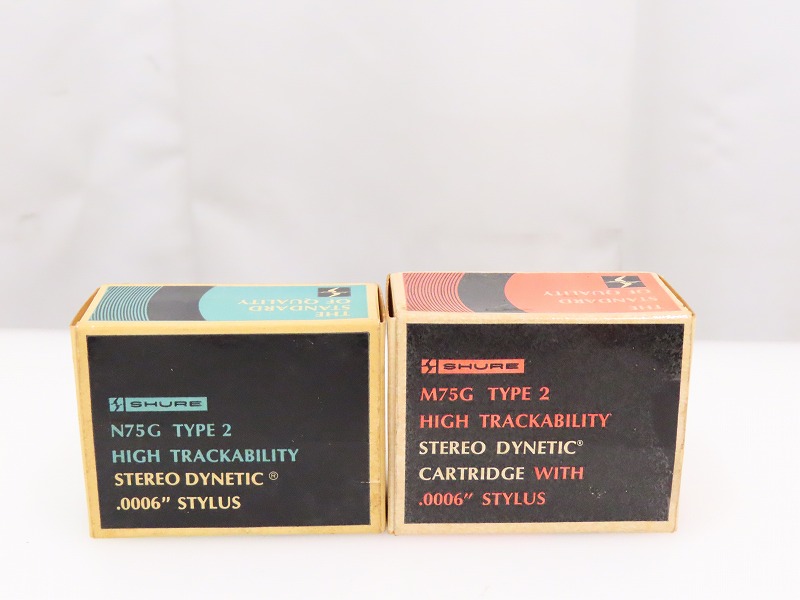 THE
STANDARD
OF QUALITY
SHURE
N75G TYPE 2
HIGH TRACKABILITY
STEREO DYNETIC ®
.0006” STYLUS
THE
STANDARD
OF QUALITY
SHURE
M75G TYPE 2
HIGH TRACKABILITY
STEREO DYNETIC®
CARTRIDGE WITH
.0006” STYLUS